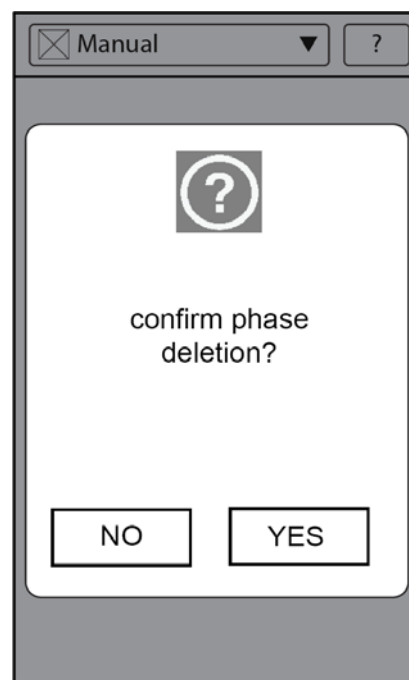 Manual ▼ ?
?
confirm phase
deletion?
NO YES